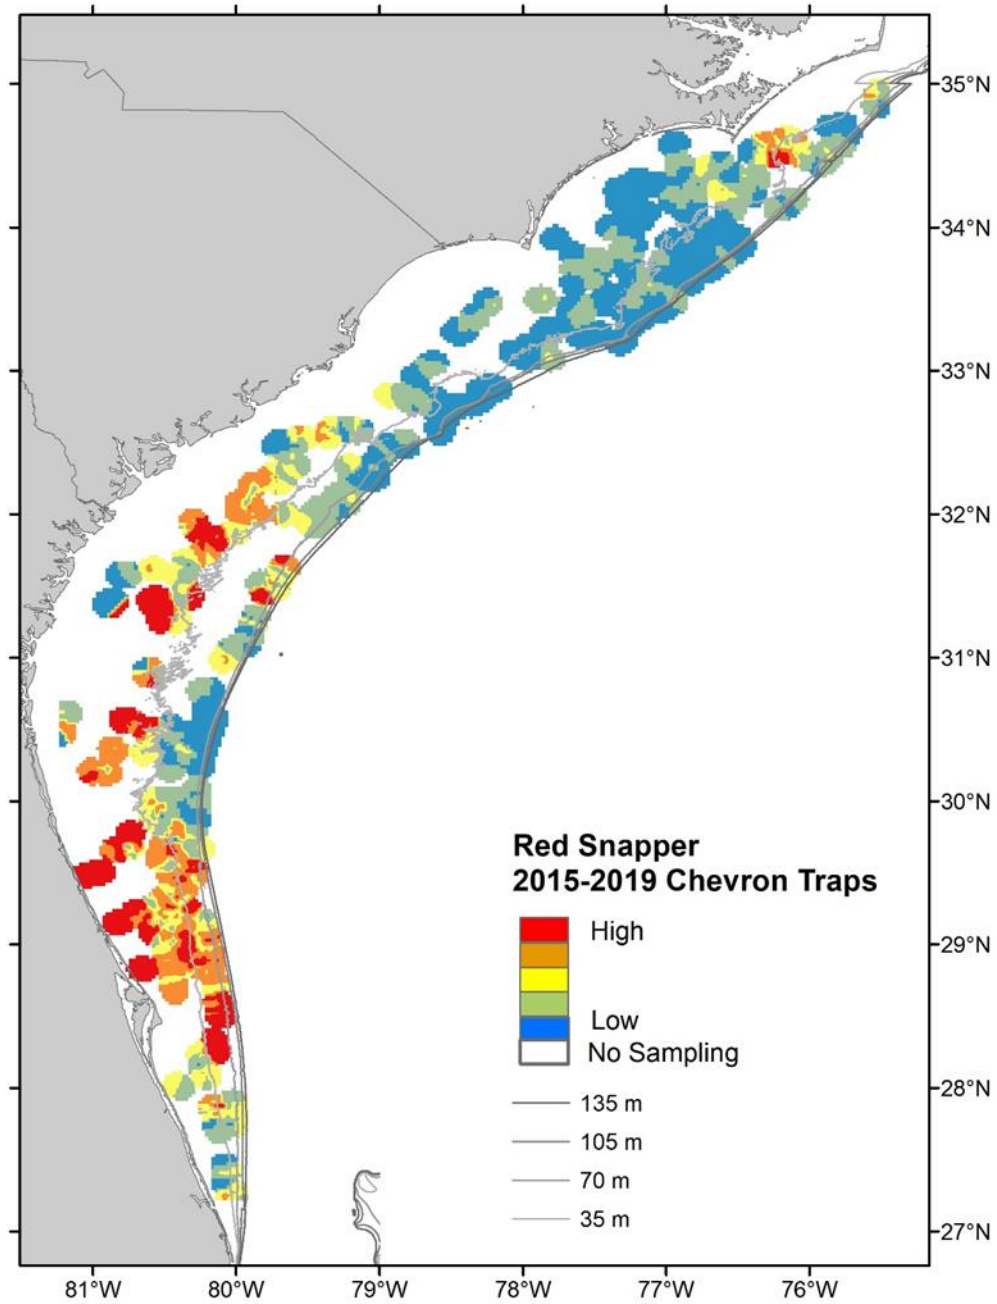 35°N
34°N
33°N
32°N
31°N
30°N
Red Snapper
2015-2019 Chevron Traps
High
29°N
Low
No Sampling
28°N
135 m
105 m
70 m
35 m
27°N
81°W 80°W 79°W 78°W 77°W 76°W